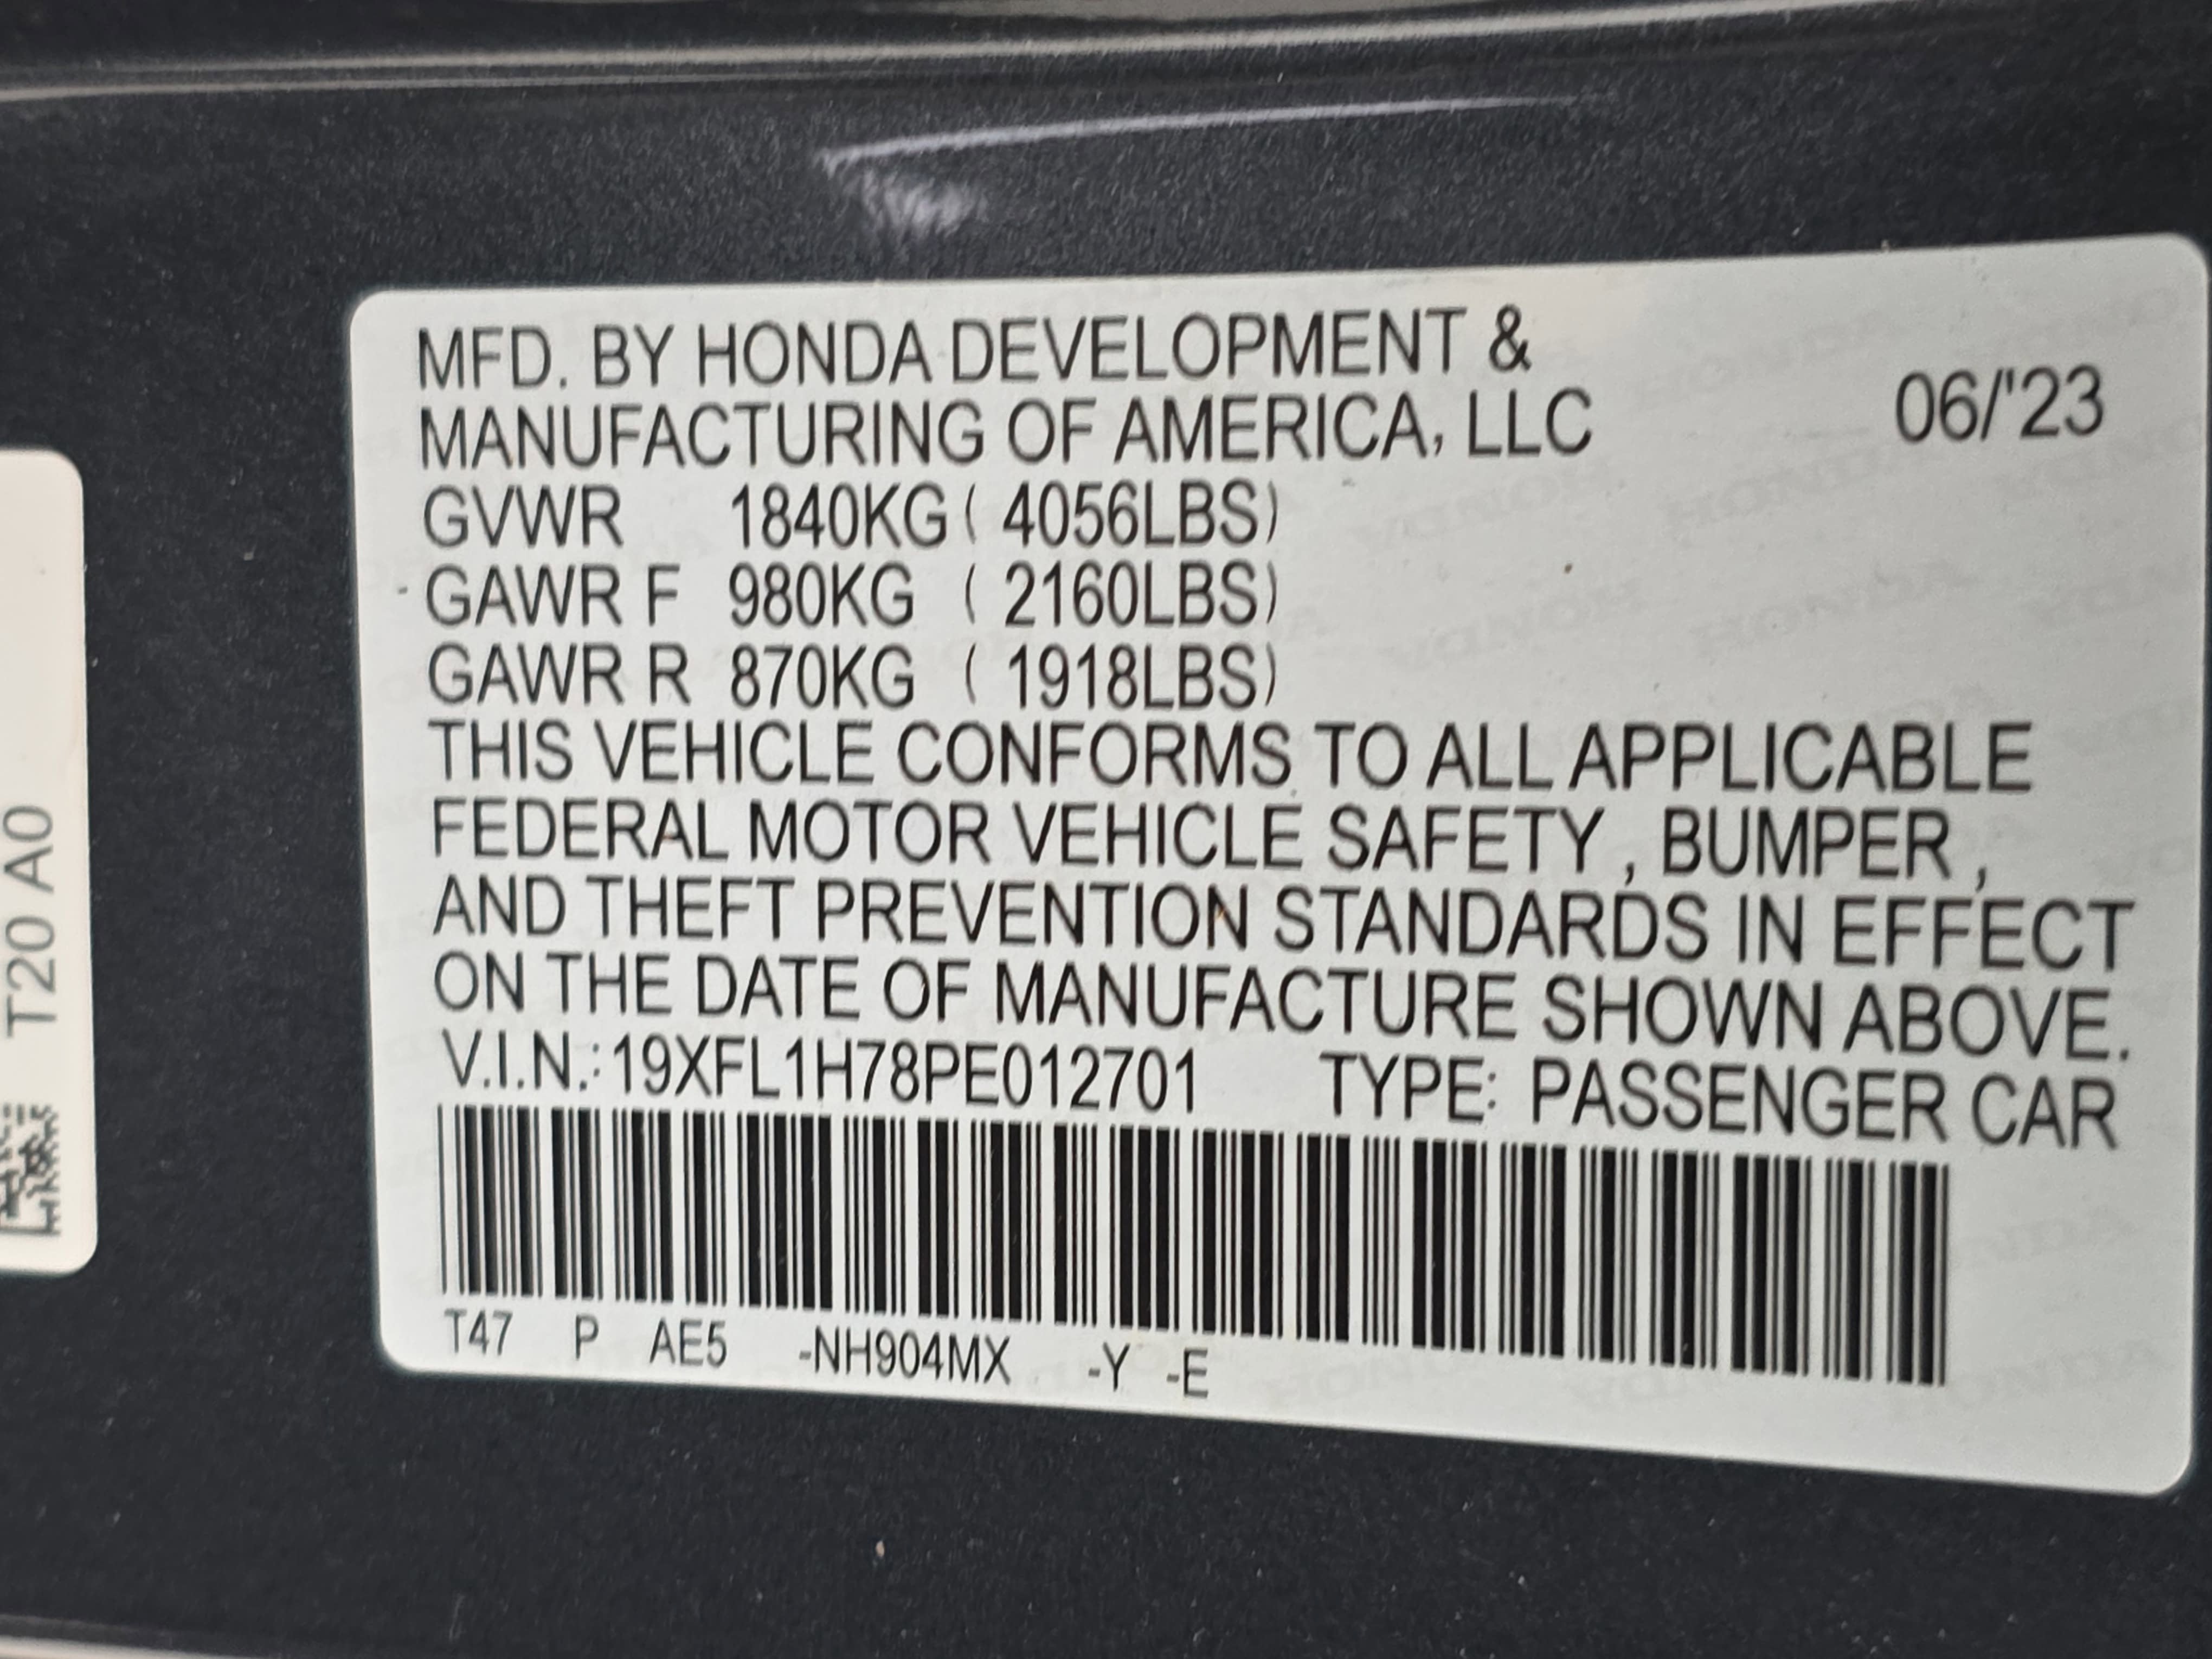 MFD. BY HONDA DEVELOPMENT &
MANUFACTURING OF AMERICA, LLC 06/'23
GVWR 1840KG ( 4056LBS)
GAWR F 980KG ( 2160LBS)
GAWR R 870KG ( 1918LBS)
THIS VEHICLE CONFORMS TO ALL APPLICABLE
FEDERAL MOTOR VEHICLE SAFETY , BUMPER ,
AND THEFT PREVENTION STANDARDS IN EFFECT
ON THE DATE OF MANUFACTURE SHOWN ABOVE.
V.I.N.: 19XFL1H78PE012701 TYPE: PASSENGER CAR
T47 P AE5 -NH904MX -Y -E
T20 A0